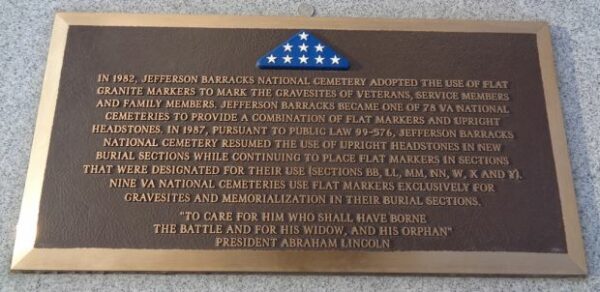 IN 1982, JEFFERSON BARRACKS NATIONAL CEMETERY ADOPTED THE USE OF FLAT
GRANITE MARKERS TO MARK THE GRAVESITES OF VETERANS, SERVICE MEMBERS
AND FAMILY MEMBERS. JEFFERSON BARRACKS BECAME ONE OF 78 VA NATIONAL
CEMETERIES TO PROVIDE A COMBINATION OF FLAT MARKERS AND UPRIGHT
HEADSTONES. IN 1987, PURSUANT TO PUBLIC LAW 99-576, JEFFERSON BARRACKS
NATIONAL CEMETERY RESUMED THE USE OF UPRIGHT HEADSTONES IN NEW
BURIAL SECTIONS WHILE CONTINUING TO PLACE FLAT MARKERS IN SECTIONS
THAT WERE DESIGNATED FOR THEIR USE (SECTIONS BB, LL, MM, NN, W, X AND Y).
NINE VA NATIONAL CEMETERIES USE FLAT MARKERS EXCLUSIVELY FOR
GRAVESITES AND MEMORIALIZATION IN THEIR BURIAL SECTIONS.
"TO CARE FOR HIM WHO SHALL HAVE BORNE
THE BATTLE AND FOR HIS WIDOW, AND HIS ORPHAN"
PRESIDENT ABRAHAM LINCOLN